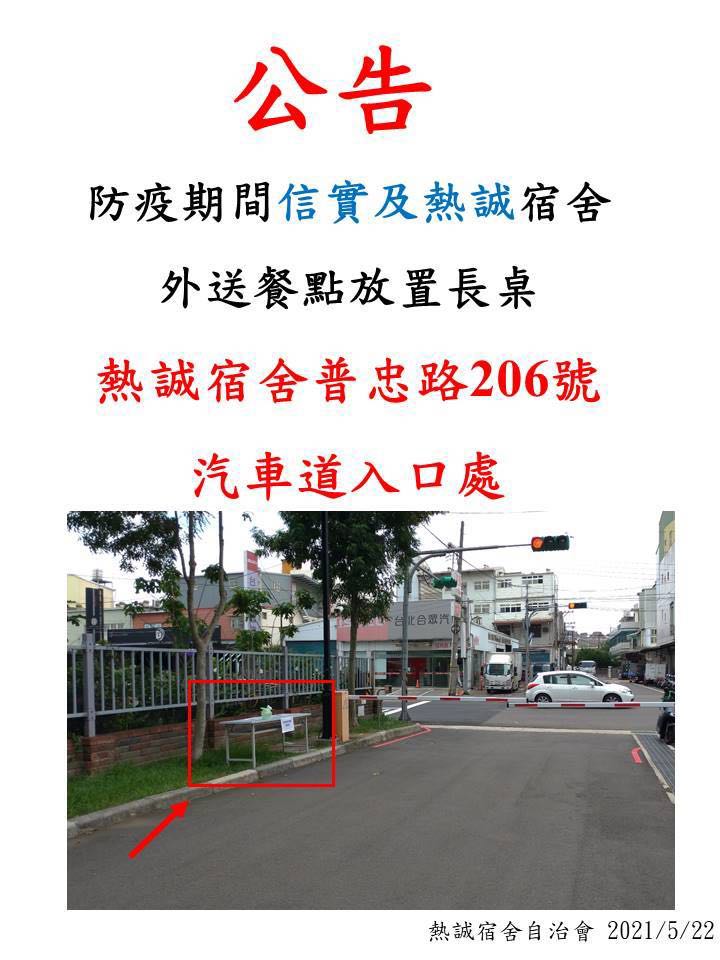 公告
防疫期間信實及熱誠宿舍
外送餐點放置長桌
熱誠宿舍普忠路206號
汽車道入口處
台北合眾汽
熱誠宿舍自治會 2021/5/22